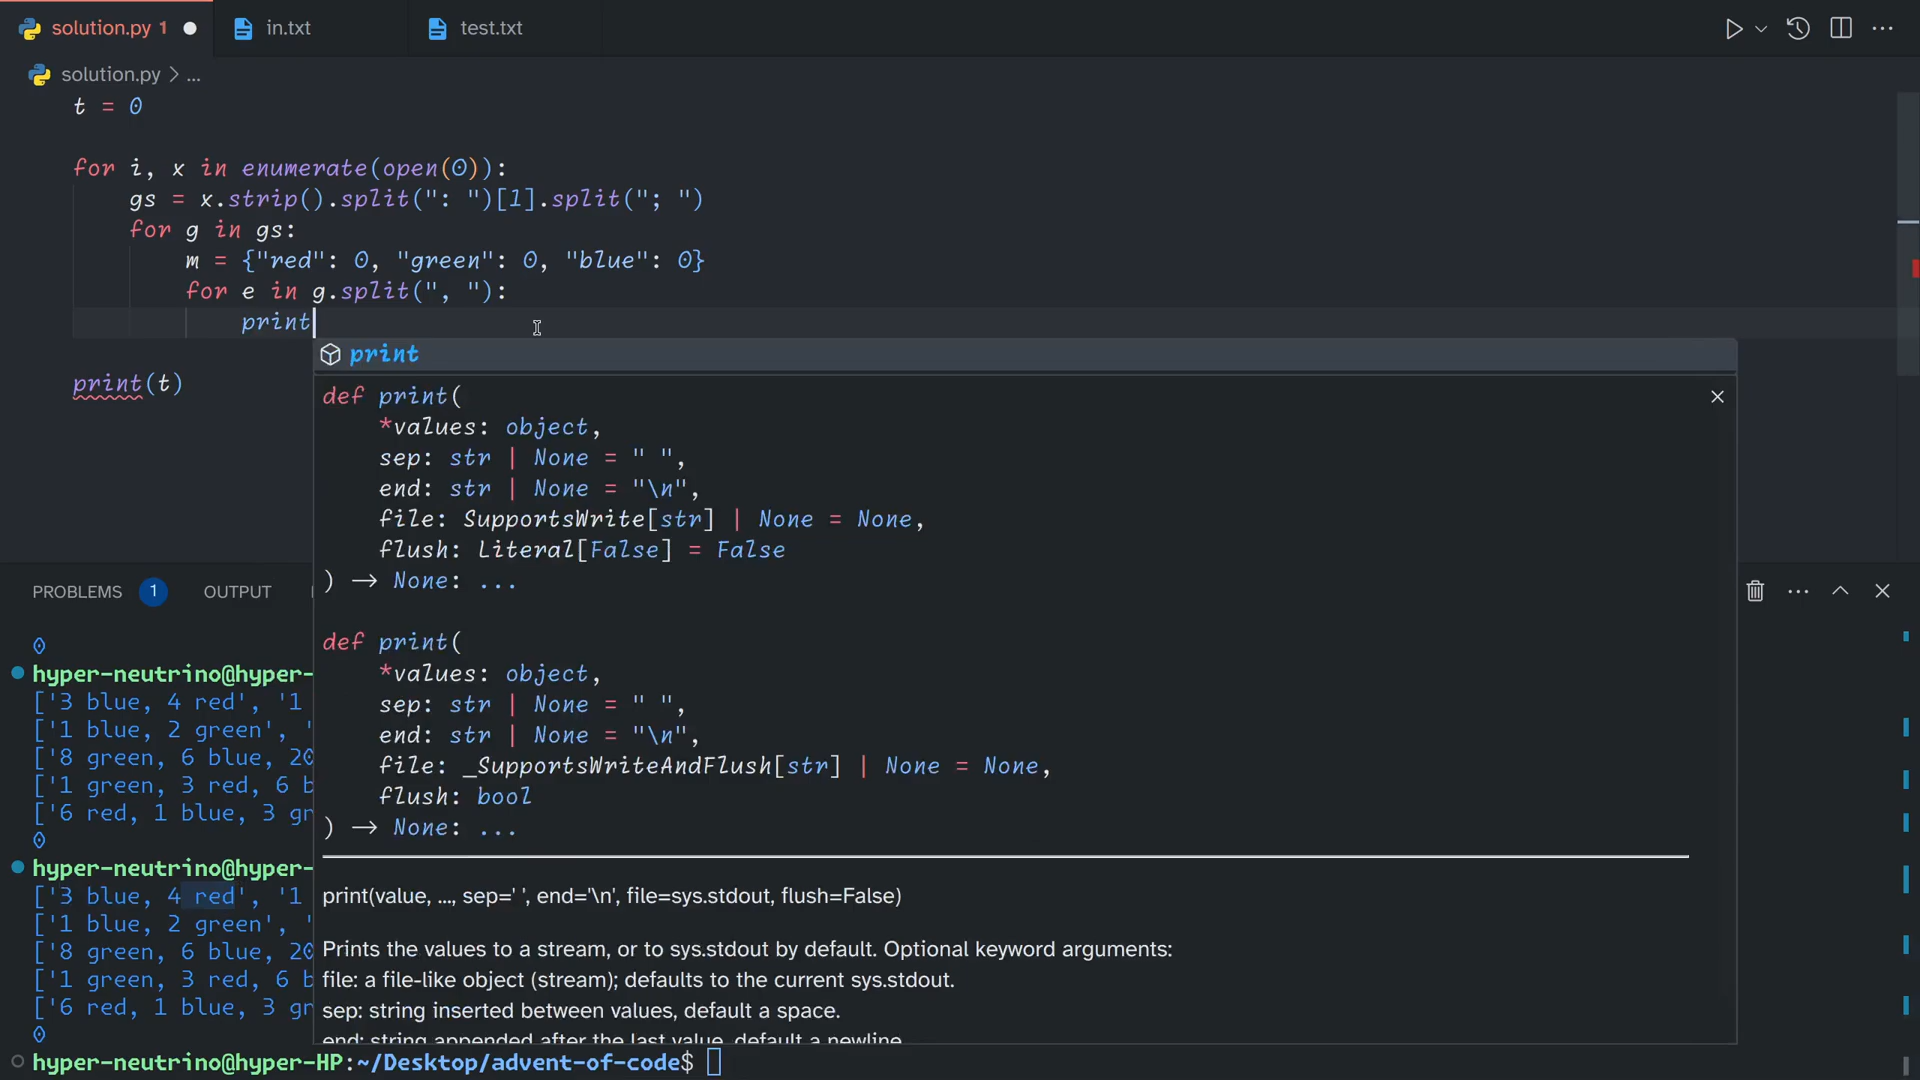 solution.py 1
in.txt
test.txt
solution.py > ...
t = 0
for i, x in enumerate(open(0)):
gs = x.strip().split(": ")[1].split("; ")
for g in gs:
m = {"red": 0, "green": 0, "blue": 0}
for e in g.split(", "):
print
print(t)
print
def print(
*values: object,
sep: str | None = " ",
end: str | None = "\n",
file: SupportsWrite[str] | None = None,
flush: Literal[False] = False
) → None: ...
def print(
*values: object,
sep: str | None = " ",
end: str | None = "\n",
file: _SupportsWriteAndFlush[str] | None = None,
flush: bool
) → None: ...
print(value, ..., sep=' ', end='\n', file=sys.stdout, flush=False)
Prints the values to a stream, or to sys.stdout by default. Optional keyword arguments:
file: a file-like object (stream); defaults to the current sys.stdout.
sep: string inserted between values, default a space.
end: string appended after the last value, default a newline
PROBLEMS 1 OUTPUT
0
hyper-neutrino@hyper-
['3 blue, 4 red', '1
['1 blue, 2 green', '
['8 green, 6 blue, 20
['1 green, 3 red, 6 b
['6 red, 1 blue, 3 gr
0
hyper-neutrino@hyper-
['3 blue, 4 red', '1
['1 blue, 2 green', '
['8 green, 6 blue, 20
['1 green, 3 red, 6 b
['6 red, 1 blue, 3 gr
0
hyper-neutrino@hyper-HP:~/Desktop/advent-of-code$